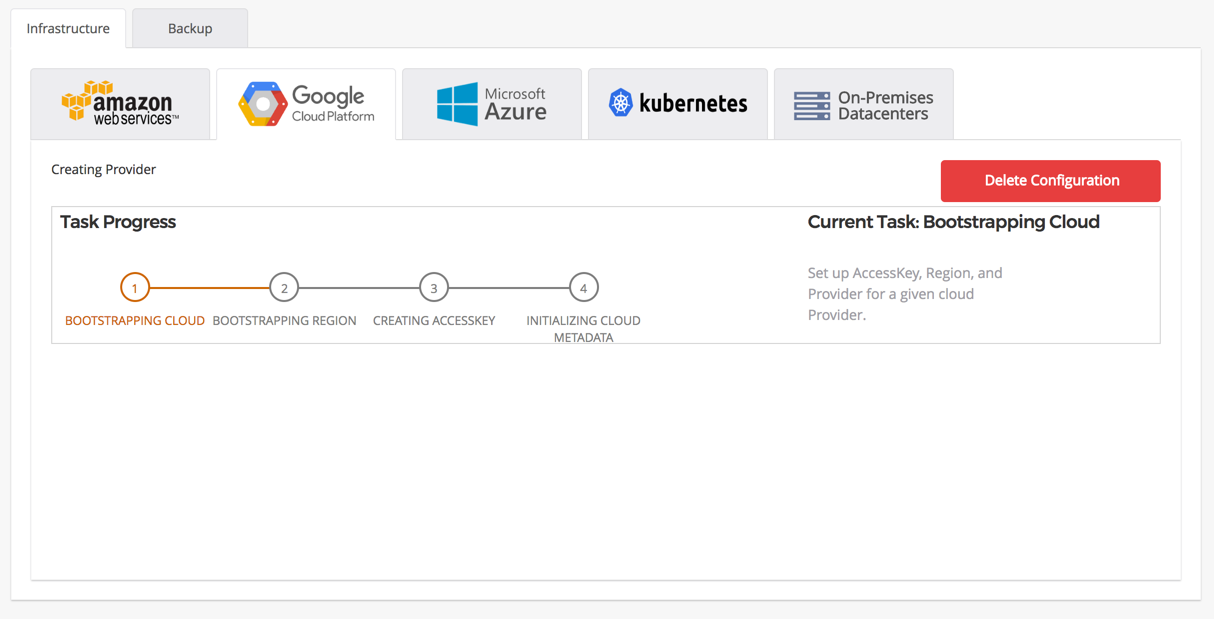 Infrastructure
Backup
amazon
web services™
Google
Cloud Platform
Microsoft
Azure
kubernetes
On-Premises
Datacenters
Creating Provider
Delete Configuration
Task Progress
1
2
3
4
BOOTSTRAPPING CLOUD
BOOTSTRAPPING REGION
CREATING ACCESSKEY
INITIALIZING CLOUD
METADATA
Current Task: Bootstrapping Cloud
Set up AccessKey, Region, and
Provider for a given cloud
Provider.